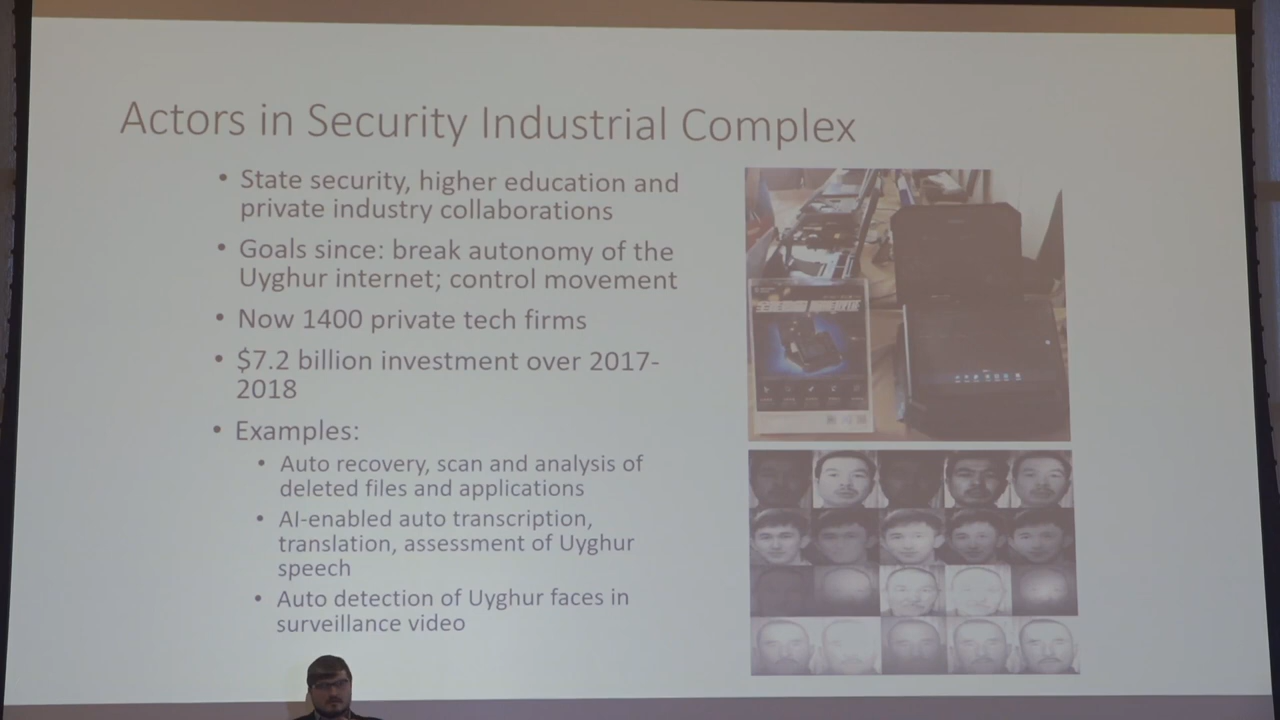 Actors in Security Industrial Complex
• State security, higher education and
private industry collaborations
• Goals since: break autonomy of the
Uyghur internet; control movement
• Now 1400 private tech firms
• $7.2 billion investment over 2017-
2018
• Examples:
• Auto recovery, scan and analysis of
deleted files and applications
• AI-enabled auto transcription,
translation, assessment of Uyghur
speech
• Auto detection of Uyghur faces in
surveillance video